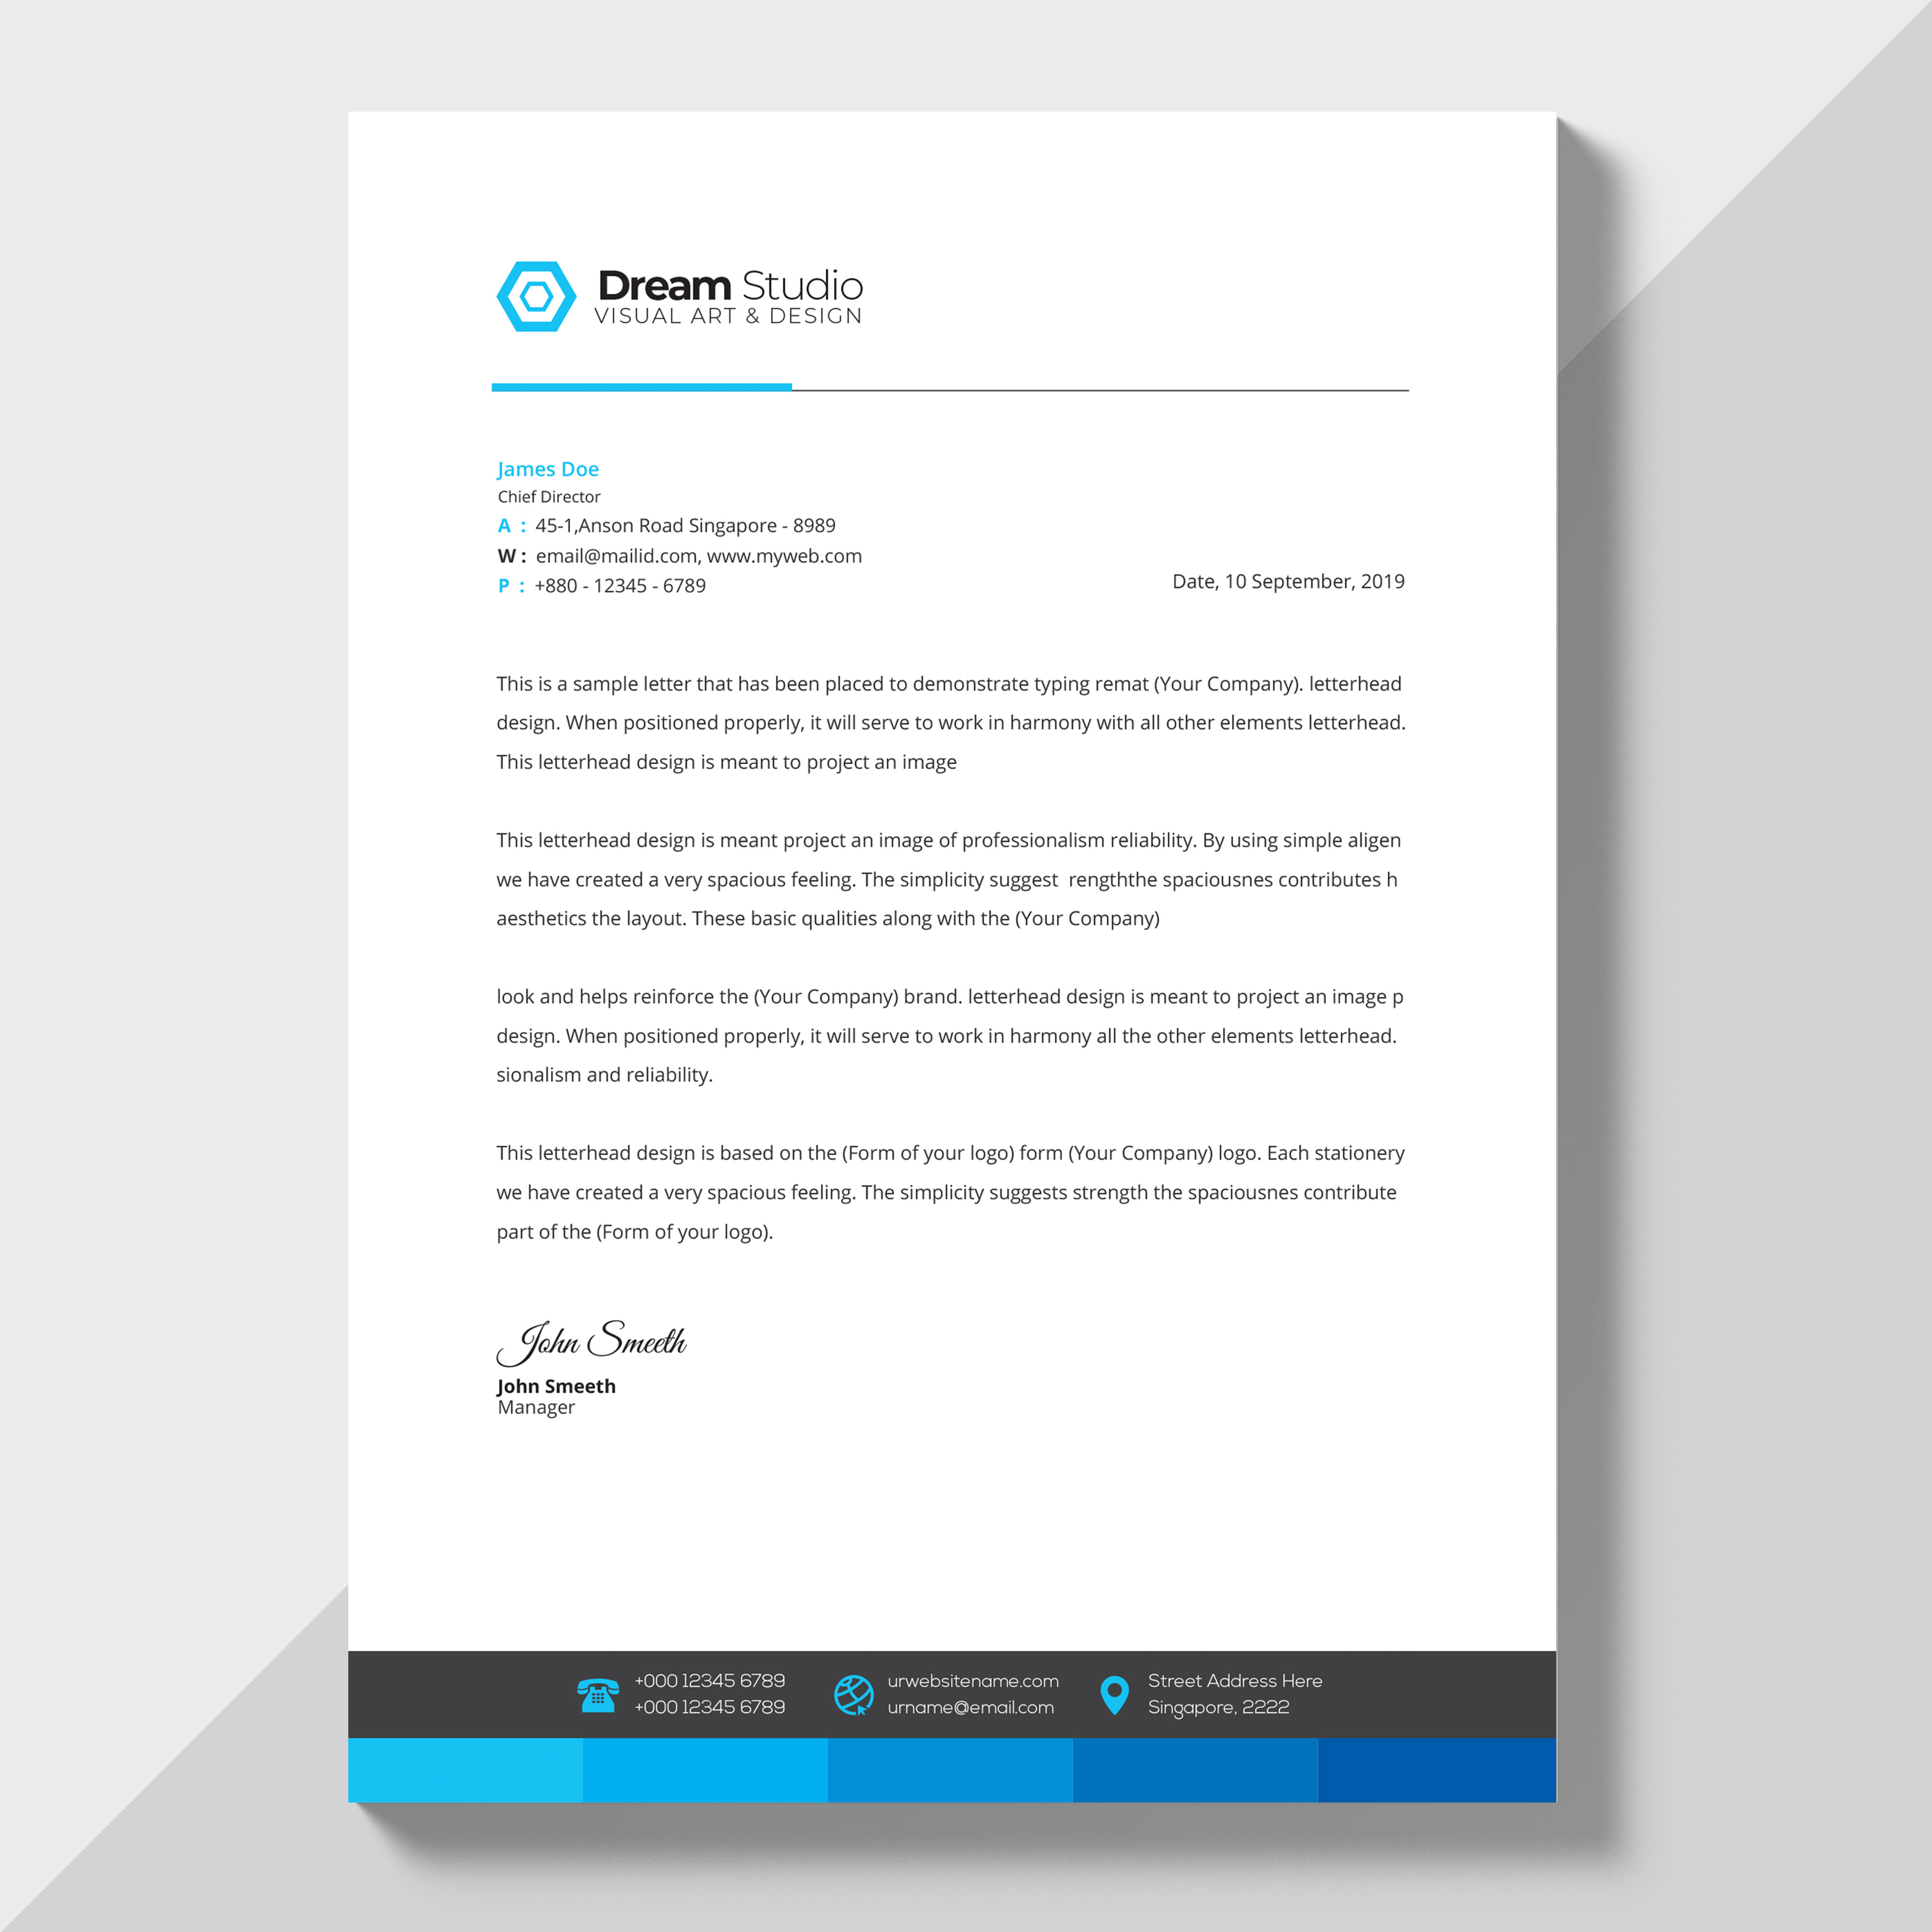 Dream Studio
VISUAL ART & DESIGN
James Doe
Chief Director
A : 45-1,Anson Road Singapore - 8989
W : email@mailid.com, www.myweb.com
P : +880 - 12345 - 6789
Date, 10 September, 2019
This is a sample letter that has been placed to demonstrate typing remat (Your Company). letterhead
design. When positioned properly, it will serve to work in harmony with all other elements letterhead.
This letterhead design is meant to project an image
This letterhead design is meant project an image of professionalism reliability. By using simple aligen
we have created a very spacious feeling. The simplicity suggest  rengththe spaciousnes contributes h
aesthetics the layout. These basic qualities along with the (Your Company)
look and helps reinforce the (Your Company) brand. letterhead design is meant to project an image p
design. When positioned properly, it will serve to work in harmony all the other elements letterhead.
sionalism and reliability.
This letterhead design is based on the (Form of your logo) form (Your Company) logo. Each stationery
we have created a very spacious feeling. The simplicity suggests strength the spaciousnes contribute
part of the (Form of your logo).
John Smeeth
John Smeeth
Manager
+000 12345 6789
+000 12345 6789
urwebsitename.com
urname@email.com
Street Address Here
Singapore, 2222